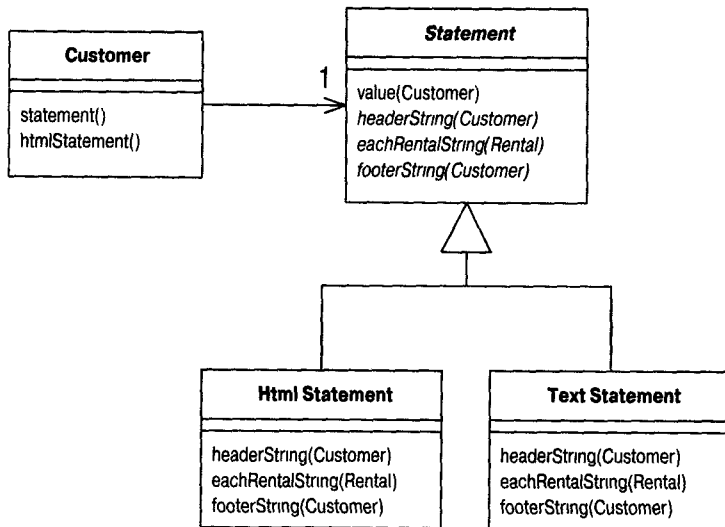 Customer
statement()
htmlStatement()
1
Statement
value(Customer)
headerString(Customer)
eachRentalString(Rental)
footerString(Customer)
Html Statement
headerString(Customer)
eachRentalString(Rental)
footerString(Customer)
Text Statement
headerString(Customer)
eachRentalString(Rental)
footerString(Customer)